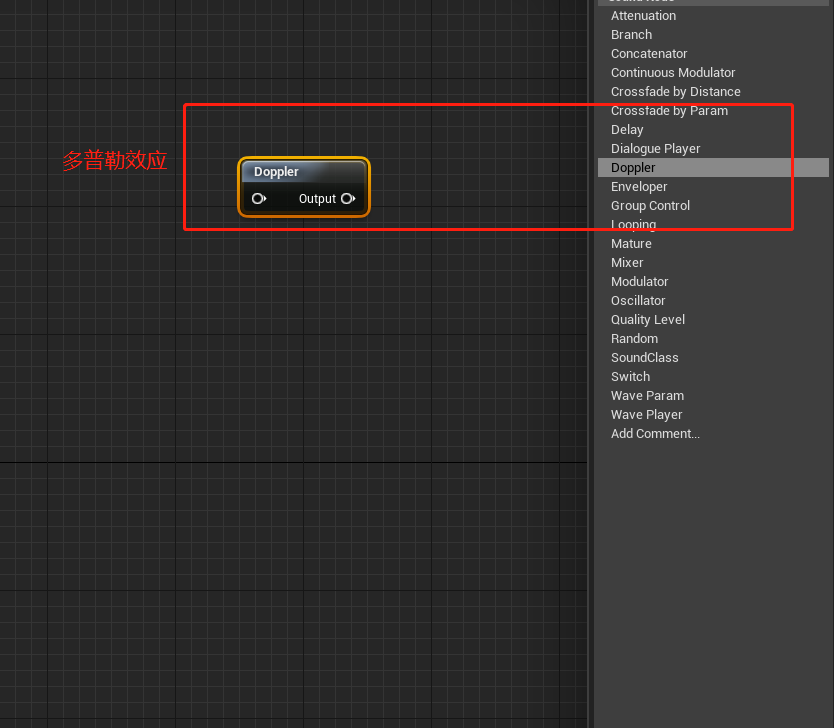 Attenuation
Branch
Concatenator
Continuous Modulator
Crossfade by Distance
Crossfade by Param
Delay
Dialogue Player
Doppler
Enveloper
Group Control
Looping
Mature
Mixer
Modulator
Oscillator
Quality Level
Random
SoundClass
Switch
Wave Param
Wave Player
Add Comment...
多普勒效应
Doppler
Output